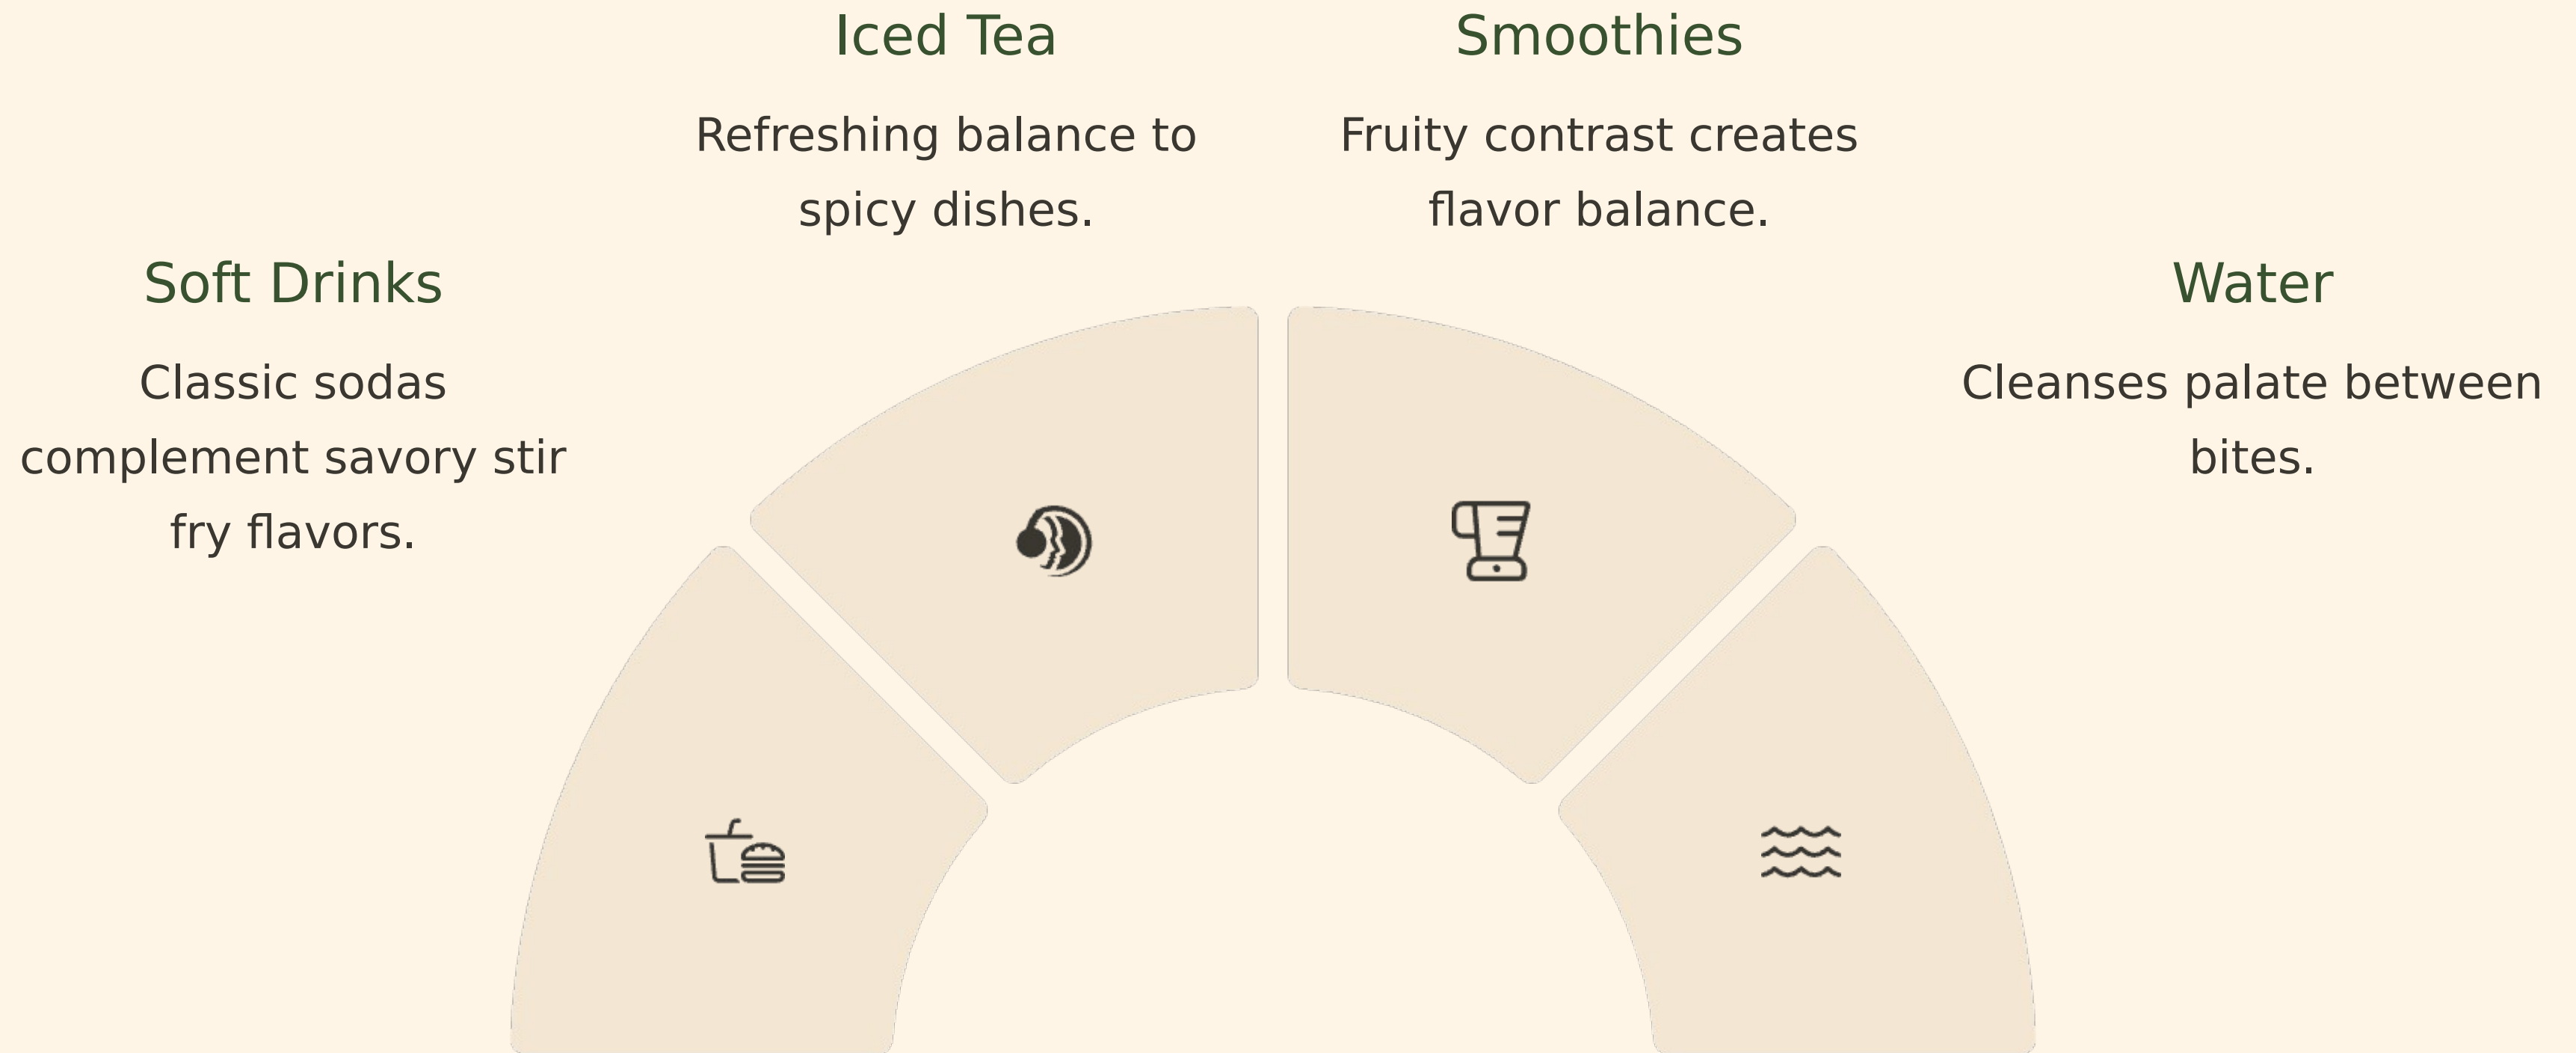 Iced Tea
Refreshing balance to
spicy dishes.
Smoothies
Fruity contrast creates
flavor balance.
Soft Drinks
Classic sodas
complement savory stir
fry flavors.
Water
Cleanses palate between
bites.